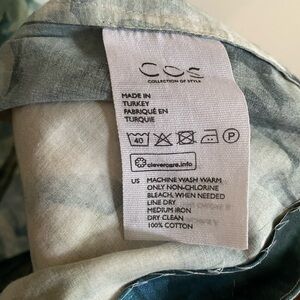 COS
COLLECTION OF STYLE
MADE IN
TURKEY
FABRIQUÉ EN
TURQUIE
40 P
clevercare.info
US MACHINE WASH WARM
ONLY NON-CHLORINE
BLEACH, WHEN NEEDED
LINE DRY
MEDIUM IRON
DRY CLEAN
100% COTTON